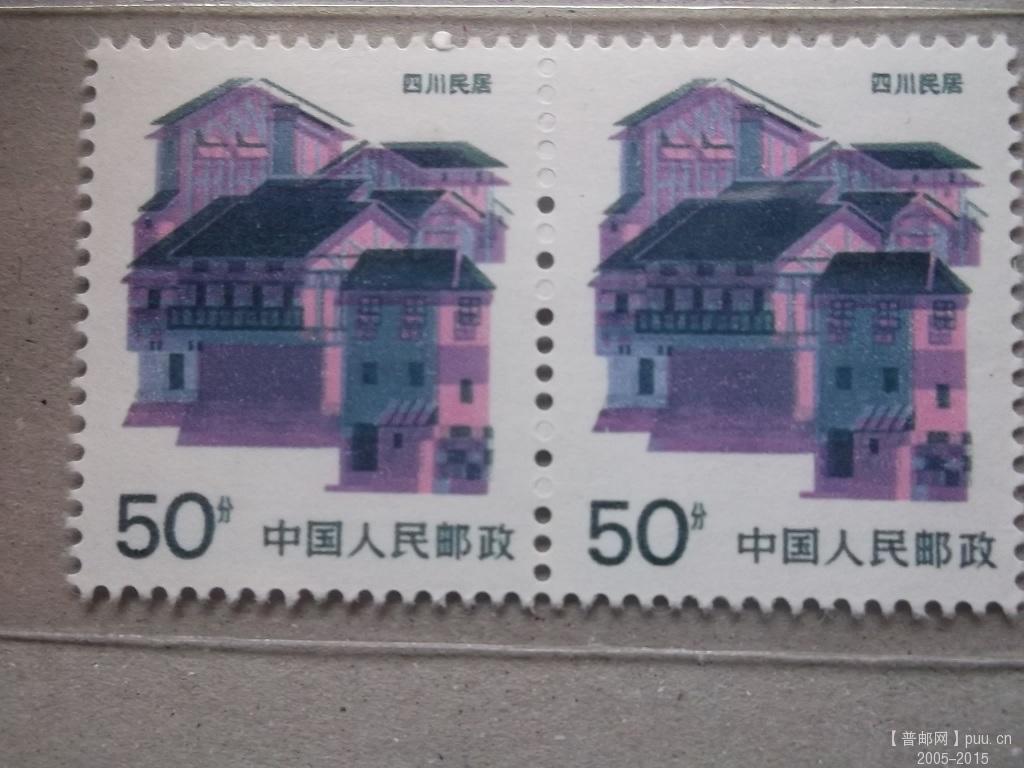 四川民居
四川民居
50分 中国人民邮政
50分 中国人民邮政
【普邮网】puu.cn
2005-2015